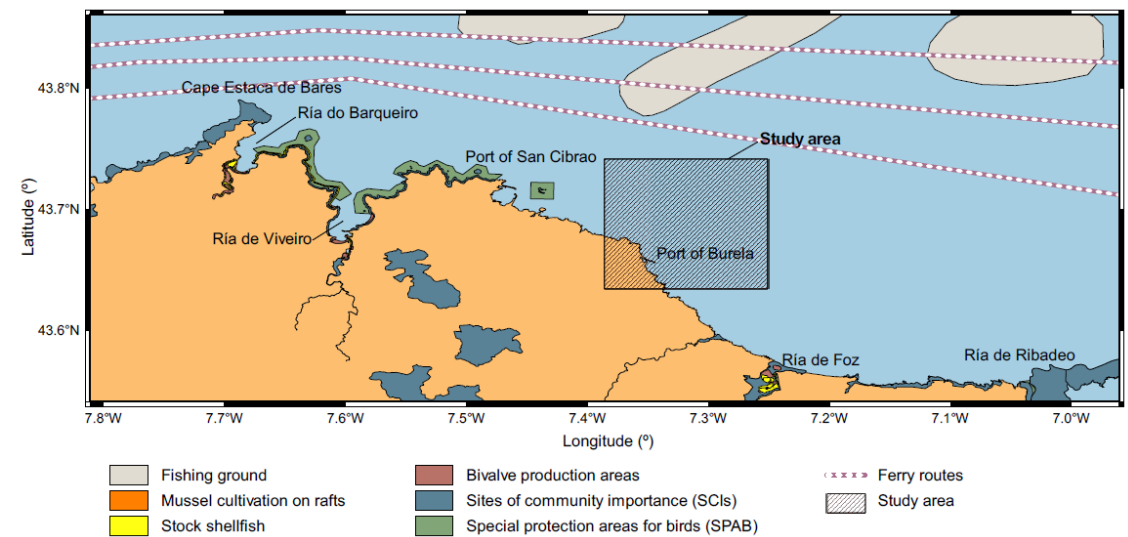 43.8°N
43.7°N
43.6°N
Latitude (º)
Cape Estaca de Bares
Ría do Barqueiro
Port of San Cibrao
Study area
Ría de Viveiro
Port of Burela
Ría de Foz
Ría de Ribadeo
7.8°W 7.7°W 7.6°W 7.5°W 7.4°W 7.3°W 7.2°W 7.1°W 7.0°W
Longitude (º)
Fishing ground
Mussel cultivation on rafts
Stock shellfish
Bivalve production areas
Sites of community importance (SCIs)
Special protection areas for birds (SPAB)
Ferry routes
Study area